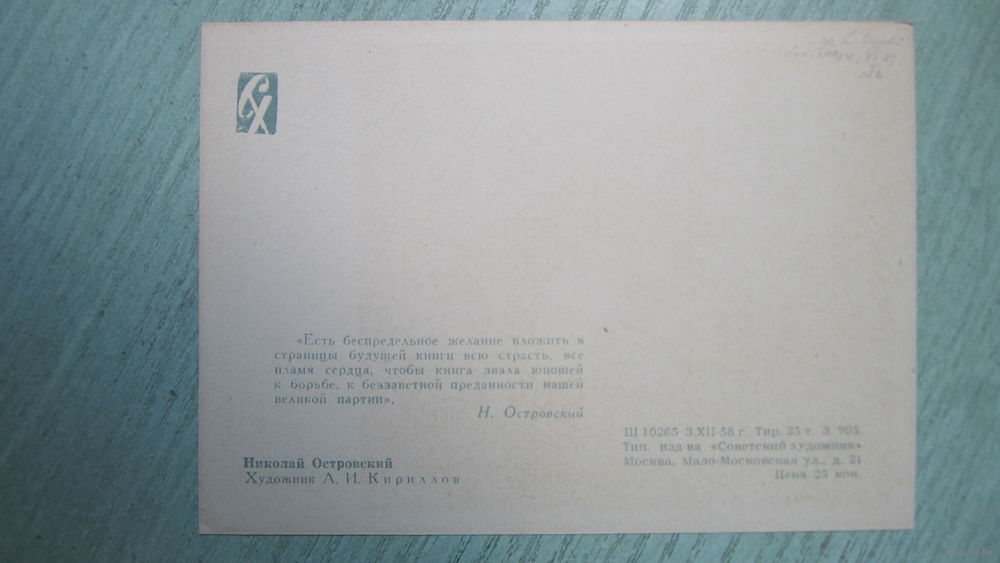 СХ
«Есть беспредельное желание вложить в
страницы будущей книги всю страсть, все
пламя сердца, чтобы книга звала юношей
к борьбе, к беззаветной преданности нашей
великой партии».
Н. Островский
Николай Островский
Художник А. И. Кириллов
Ш 10265 3.XII-58 г. Тир. 25 т. З. 905.
Тип. изд-ва «Советский художник»
Москва, Мало-Московская ул., д. 21
Цена 25 коп.